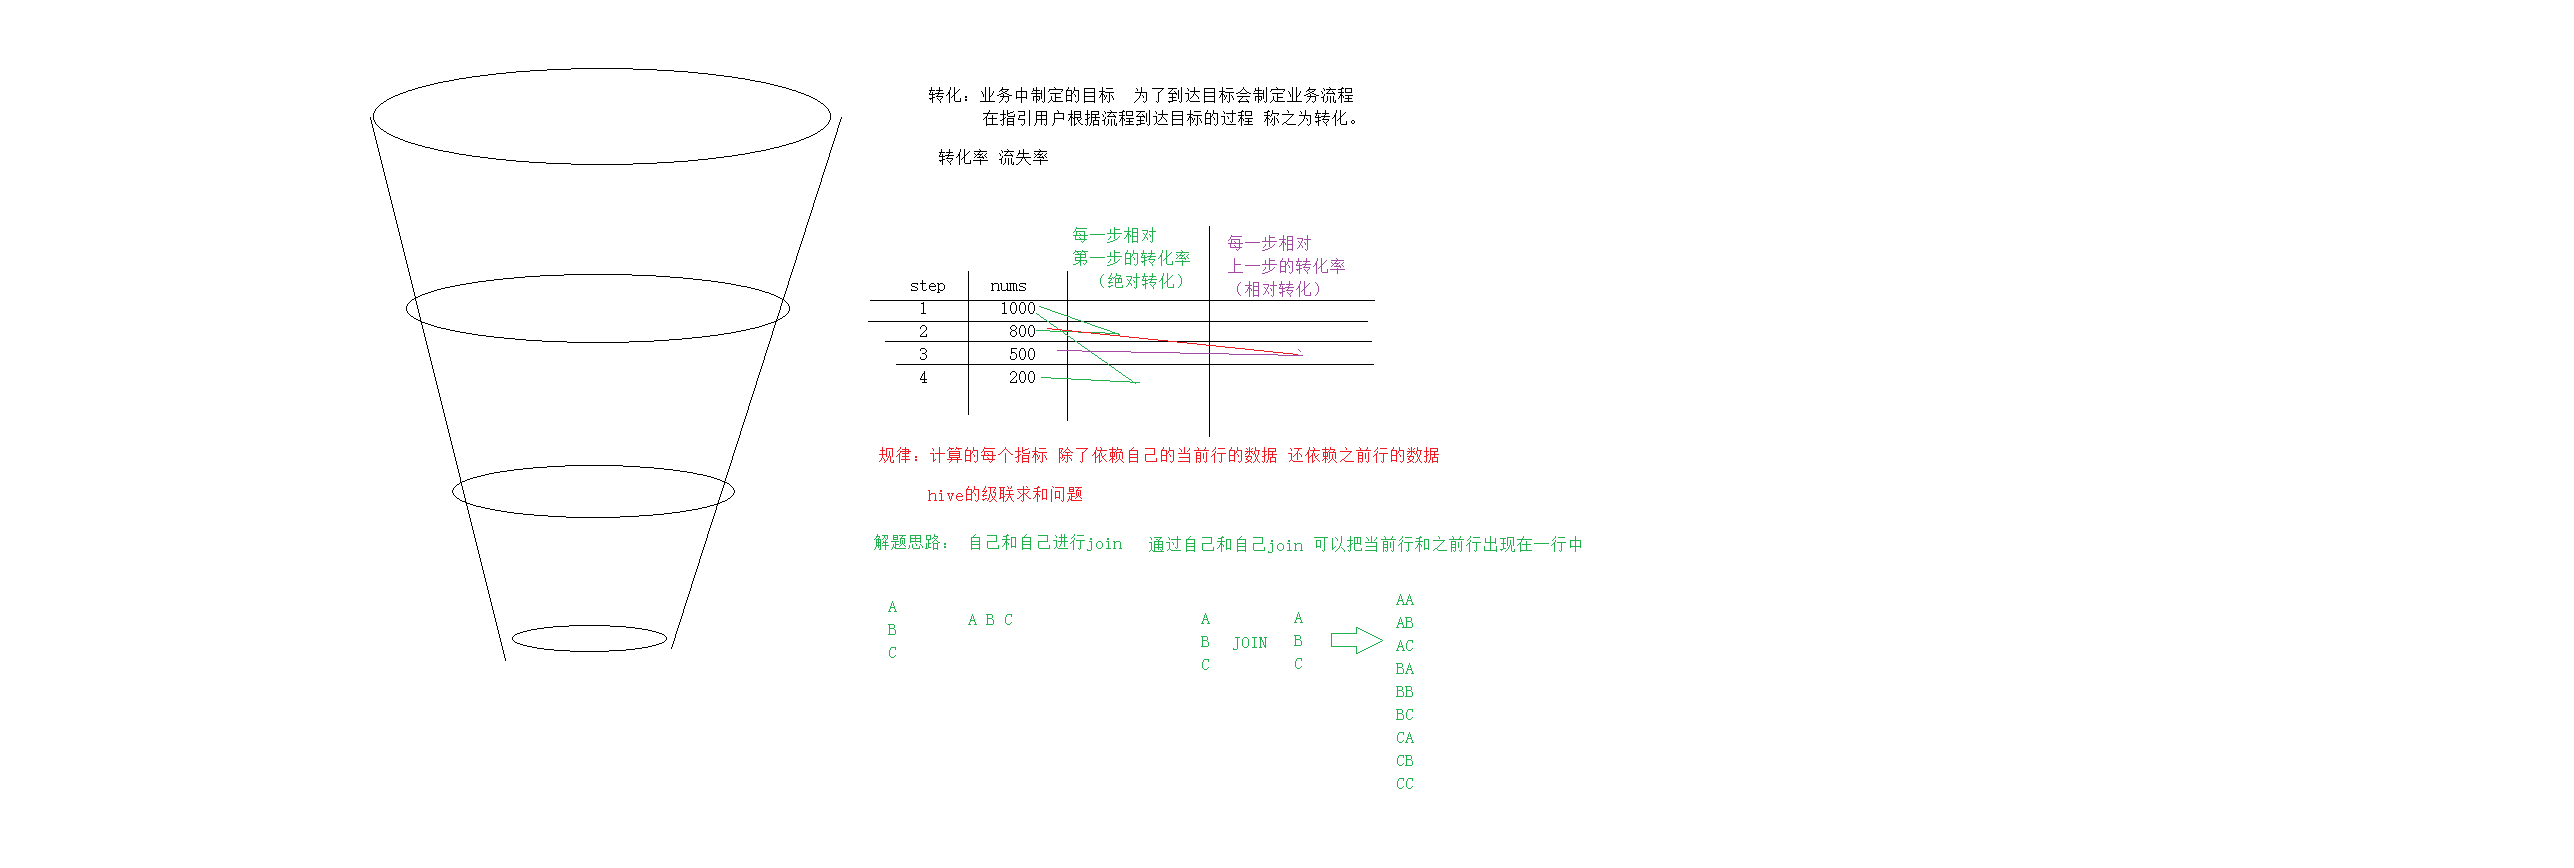 转化：业务中制定的目标  为了到达目标会制定业务流程
在指引用户根据流程到达目标的过程 称之为转化。
转化率 流失率
每一步相对
第一步的转化率
（绝对转化）
每一步相对
上一步的转化率
（相对转化）
step nums
1 1000
2 800
3 500
4 200
规律：计算的每个指标 除了依赖自己的当前行的数据 还依赖之前行的数据
hive的级联求和问题
解题思路： 自己和自己进行join 通过自己和自己join 可以把当前行和之前行出现在一行中
A
B
C
A B C
A
B
C
JOIN
A
B
C
AA
AB
AC
BA
BB
BC
CA
CB
CC